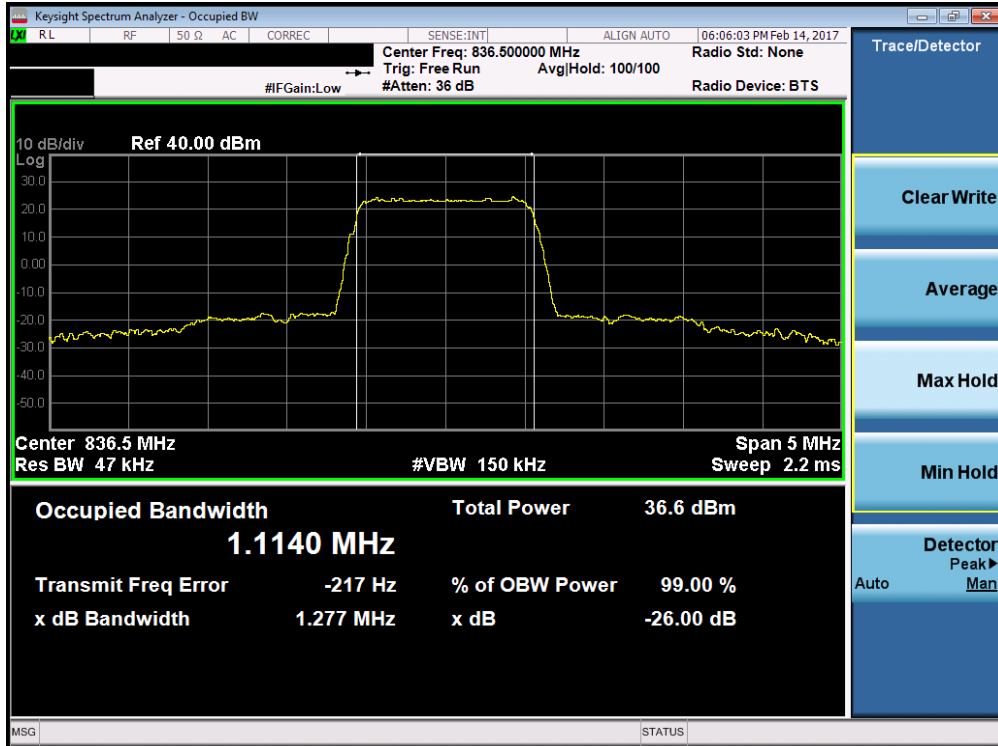 Keysight Spectrum Analyzer - Occupied BW
LXI RL RF 50 Ω AC CORREC SENSE:INT ALIGN AUTO 06:06:03 PM Feb 14, 2017
Center Freq: 836.500000 MHz Radio Std: None
Trig: Free Run Avg|Hold: 100/100
#IFGain:Low #Atten: 36 dB Radio Device: BTS
Trace/Detector
10 dB/div Ref 40.00 dBm
Log
30.0
20.0
10.0
0.00
-10.0
-20.0
-30.0
-40.0
-50.0
Center 836.5 MHz Span 5 MHz
Res BW 47 kHz #VBW 150 kHz Sweep 2.2 ms
Occupied Bandwidth Total Power 36.6 dBm
1.1140 MHz
Transmit Freq Error -217 Hz % of OBW Power 99.00 %
x dB Bandwidth 1.277 MHz x dB -26.00 dB
Clear Write
Average
Max Hold
Min Hold
Detector
Peak▶
Auto Man
MSG STATUS